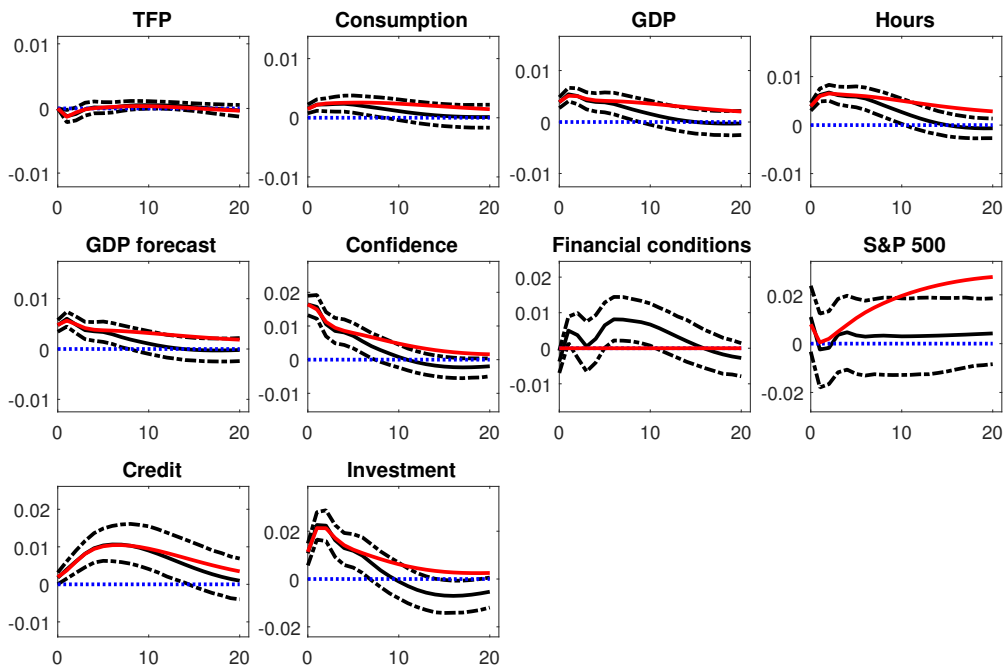 TFP Consumption GDP Hours
0.01 0.01 0.01 0.01
0 0 0 0
-0.01 -0.01 -0.01 -0.01
0 10 20 0 10 20 0 10 20 0 10 20
GDP forecast Confidence Financial conditions S&P 500
0.01 0.02 0.02 0.02
0.01 0.01
0 0 0 0
-0.01 -0.01 -0.01 -0.02
0 10 20 0 10 20 0 10 20 0 10 20
Credit Investment
0.02 0.02
0.01
0 0
-0.01 -0.02
0 10 20 0 10 20